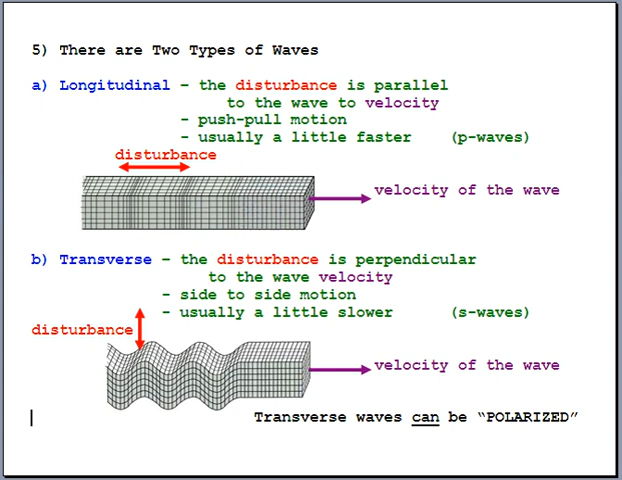 5) There are Two Types of Waves
a) Longitudinal – the disturbance is parallel
to the wave to velocity
- push-pull motion
- usually a little faster (p-waves)
disturbance
velocity of the wave
b) Transverse – the disturbance is perpendicular
to the wave velocity
- side to side motion
- usually a little slower (s-waves)
disturbance
velocity of the wave
Transverse waves can be “POLARIZED”